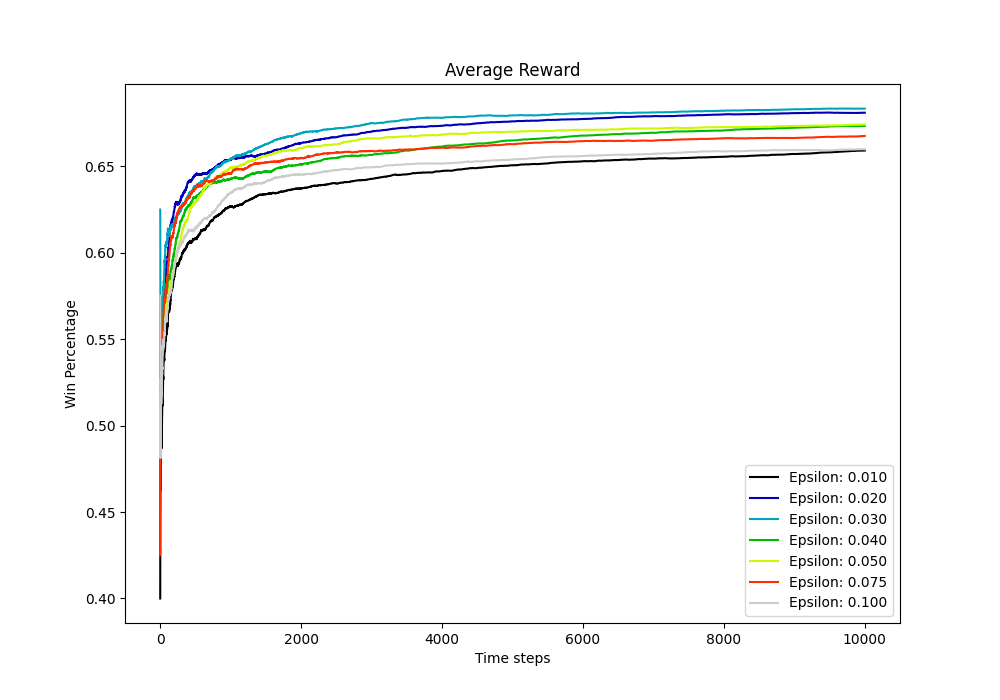 Average Reward
Win Percentage
0.65
0.60
0.55
0.50
0.45
0.40
0
2000
4000
6000
8000
10000
Time steps
Epsilon: 0.010
Epsilon: 0.020
Epsilon: 0.030
Epsilon: 0.040
Epsilon: 0.050
Epsilon: 0.075
Epsilon: 0.100